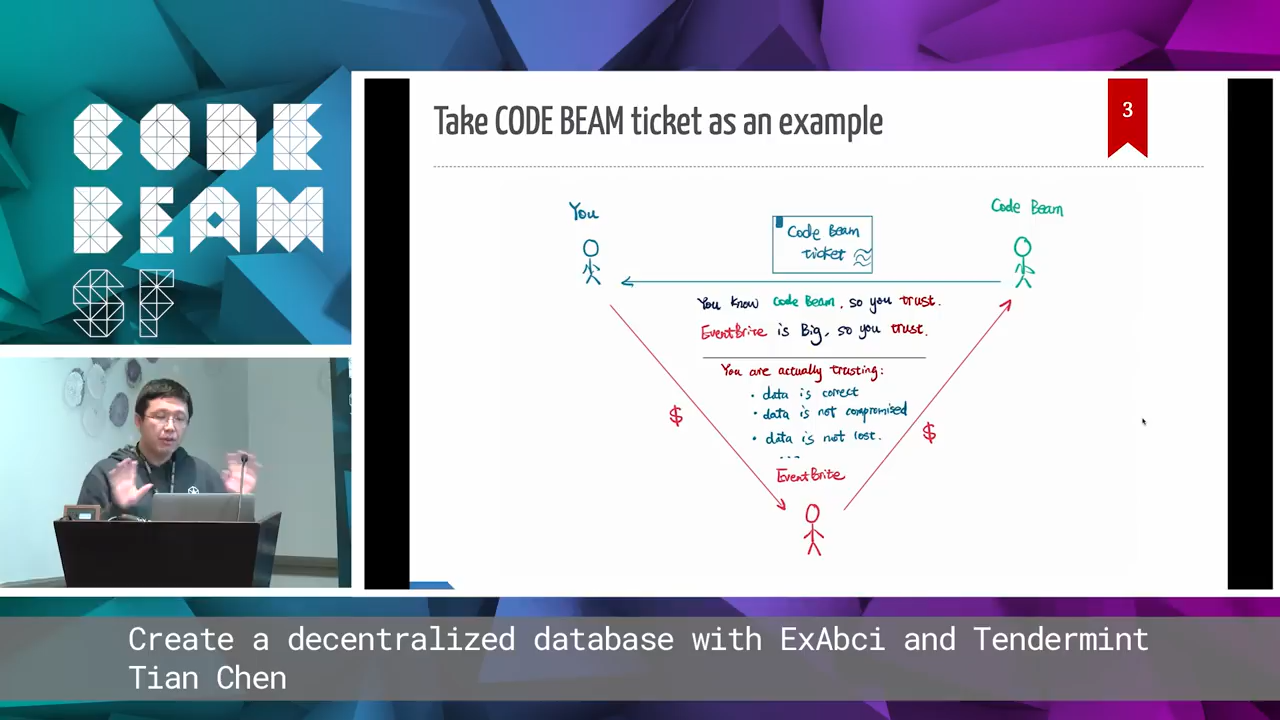 CODE
BEAM
SF
Take CODE BEAM ticket as an example
3
You
Code Beam
Code Beam
ticket
You know Code Beam, so you trust.
EventBrite is Big, so you trust.
You are actually trusting:
· data is correct
· data is not compromised
· data is not lost.
...
$
$
EventBrite
Create a decentralized database with ExAbci and Tendermint
Tian Chen